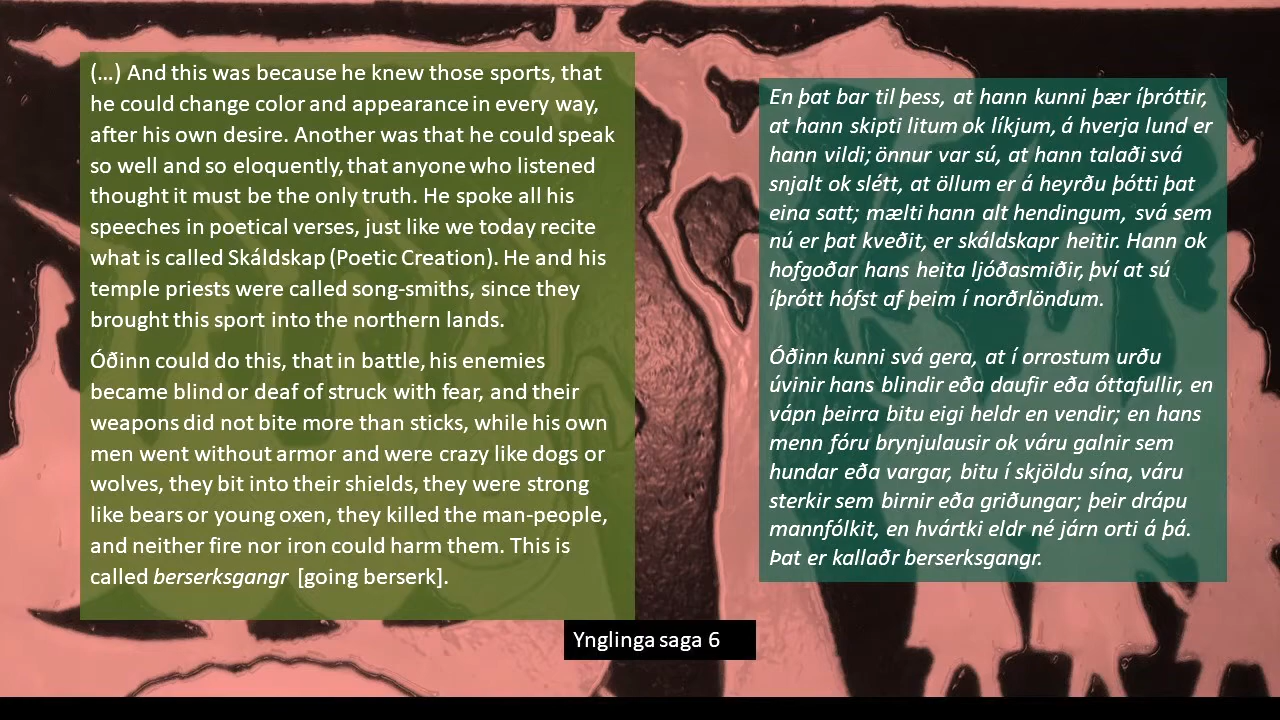 (…) And this was because he knew those sports, that
he could change color and appearance in every way,
after his own desire. Another was that he could speak
so well and so eloquently, that anyone who listened
thought it must be the only truth. He spoke all his
speeches in poetical verses, just like we today recite
what is called Skáldskap (Poetic Creation). He and his
temple priests were called song-smiths, since they
brought this sport into the northern lands.
Óðinn could do this, that in battle, his enemies
became blind or deaf of struck with fear, and their
weapons did not bite more than sticks, while his own
men went without armor and were crazy like dogs or
wolves, they bit into their shields, they were strong
like bears or young oxen, they killed the man-people,
and neither fire nor iron could harm them. This is
called berserksgangr [going berserk].
En þat bar til þess, at hann kunni þær íþróttir,
at hann skipti litum ok líkjum, á hverja lund er
hann vildi; önnur var sú, at hann talaði svá
snjalt ok slétt, at öllum er á heyrðu þótti þat
eina satt; mælti hann alt hendingum, svá sem
nú er þat kveðit, er skáldskapr heitir. Hann ok
hofgoðar hans heita ljóðasmiðir, því at sú
íþrótt hófst af þeim í norðrlöndum.
Óðinn kunni svá gera, at í orrostum urðu
úvinir hans blindir eða daufir eða óttafullir, en
vápn þeirra bitu eigi heldr en vendir; en hans
menn fóru brynjulausir ok váru galnir sem
hundar eða vargar, bitu í skjöldu sína, váru
sterkir sem birnir eða griðungar; þeir drápu
mannfólkit, en hvártki eldr né járn orti á þá.
Þat er kallaðr berserksgangr.
Ynglinga saga 6